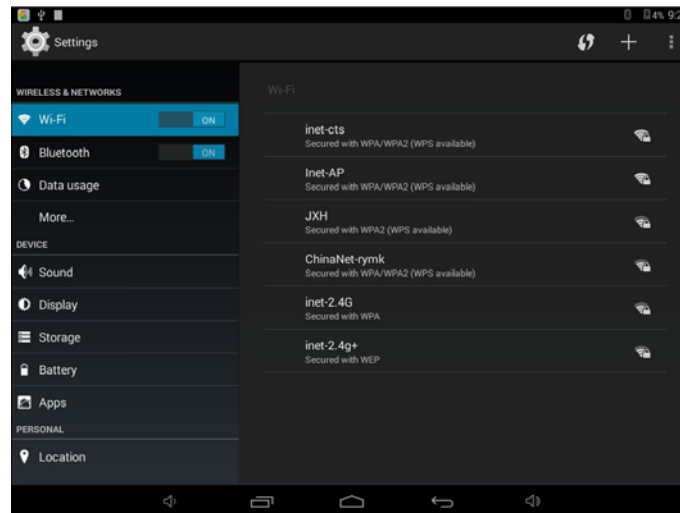 4% 9:2
Settings
WIRELESS & NETWORKS
Wi-Fi ON
Bluetooth ON
Data usage
More...
DEVICE
Sound
Display
Storage
Battery
Apps
PERSONAL
Location
Wi-Fi
inet-cts
Secured with WPA/WPA2 (WPS available)
Inet-AP
Secured with WPA/WPA2 (WPS available)
JXH
Secured with WPA2 (WPS available)
ChinaNet-rymk
Secured with WPA/WPA2 (WPS available)
inet-2.4G
Secured with WPA
inet-2.4g+
Secured with WEP